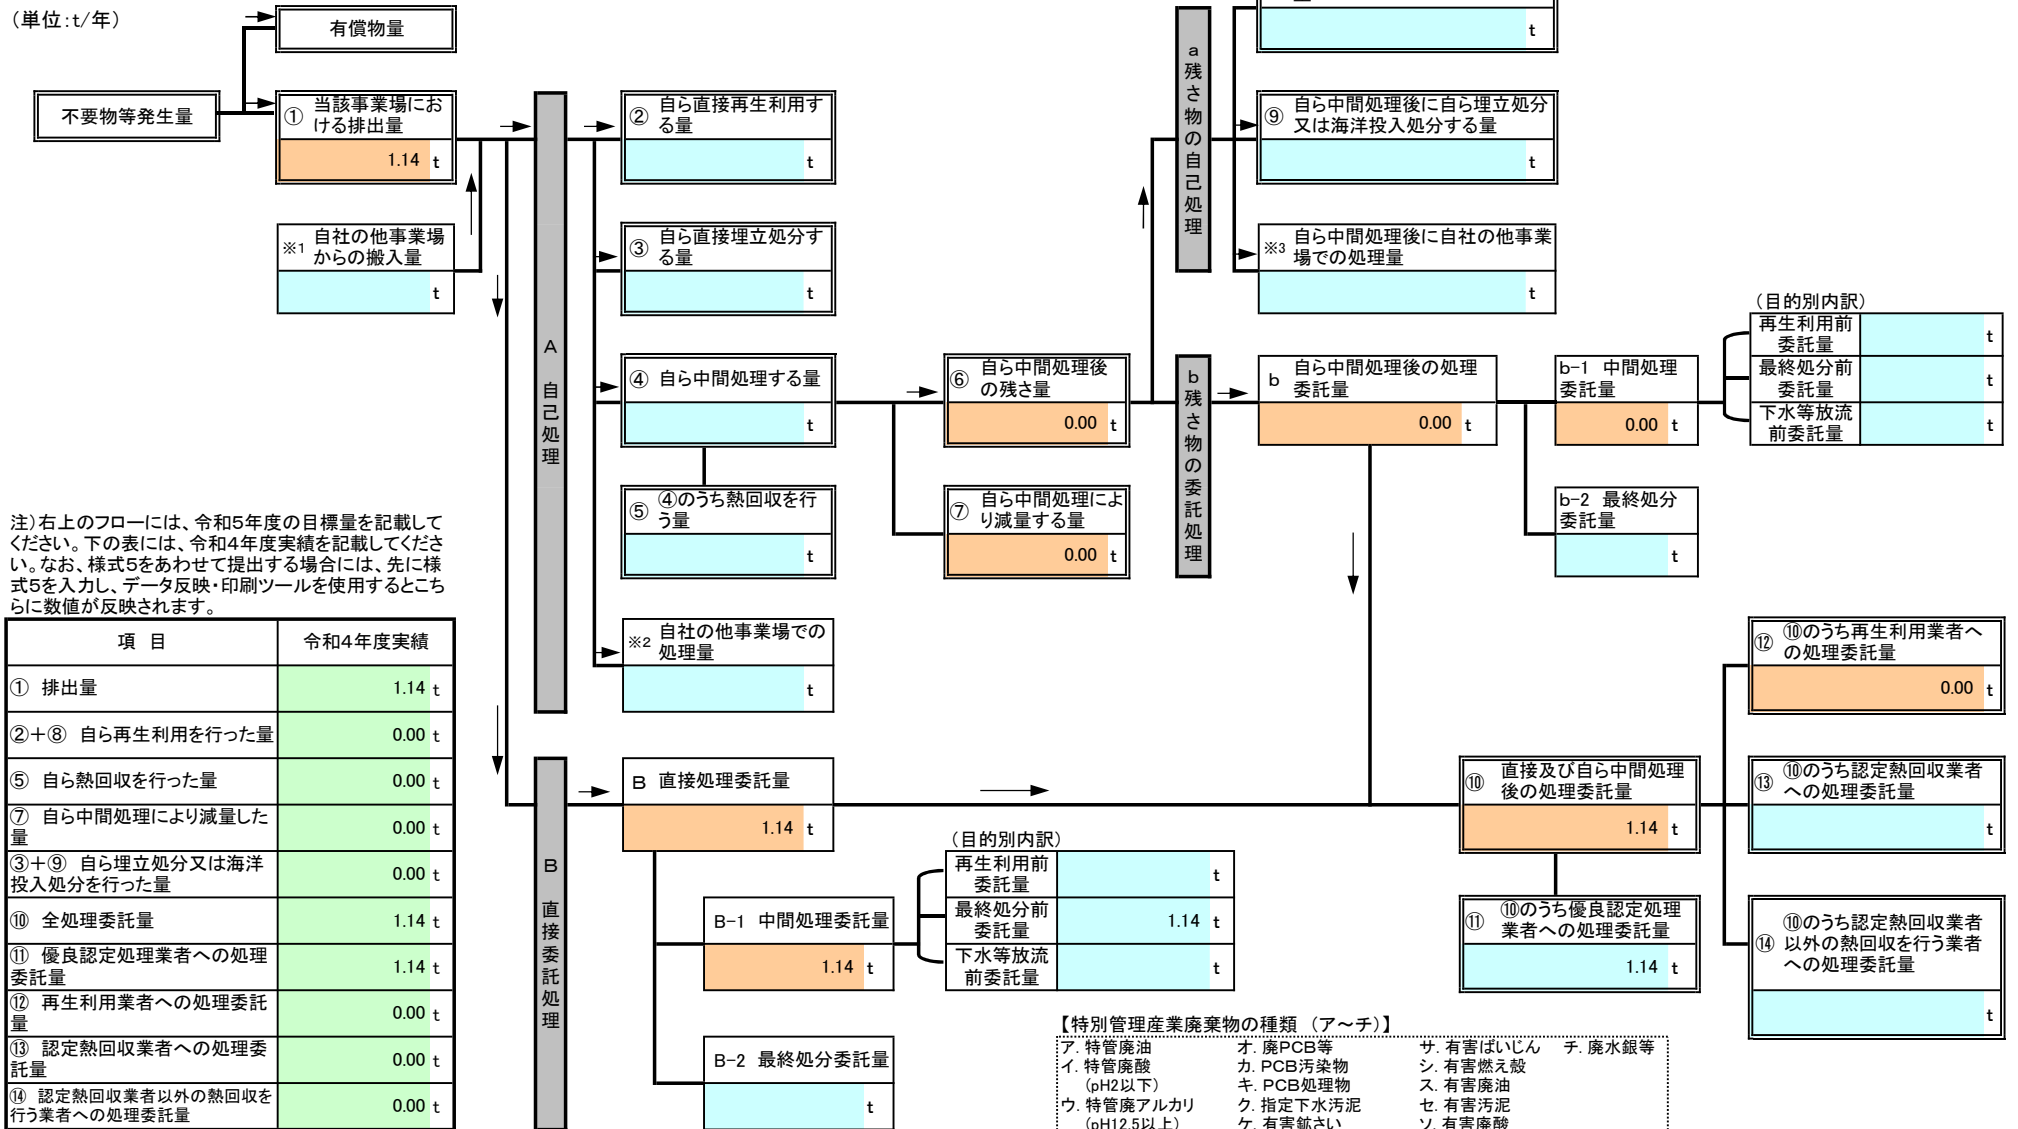 （単位：t/年）
有償物量
不要物等発生量
① 当該事業場にお
ける排出量
1.14 t
※1 自社の他事業場
からの搬入量
t
A 自己処理
② 自ら直接再生利用す
る量
t
③ 自ら直接埋立処分す
る量
t
④ 自ら中間処理する量
t
⑤ ④のうち熱回収を行
う量
t
※2 自社の他事業場での
処理量
t
⑥ 自ら中間処理後
の残さ量
0.00 t
⑦ 自ら中間処理によ
り減量する量
0.00 t
a 残さ物の自己処理
t
⑨ 自ら中間処理後に自ら埋立処分
又は海洋投入処分する量
t
※3 自ら中間処理後に自社の他事業
場での処理量
t
b 残さ物の委託処理
b 自ら中間処理後の処理
委託量
0.00 t
b-1 中間処理
委託量
0.00 t
（目的別内訳）
再生利用前
委託量
t
最終処分前
委託量
t
下水等放流
前委託量
t
b-2 最終処分
委託量
t
注）右上のフローには、令和5年度の目標量を記載して
ください。下の表には、令和4年度実績を記載してくださ
い。なお、様式5をあわせて提出する場合には、先に様
式5を入力し、データ反映・印刷ツールを使用するとこち
らに数値が反映されます。
項 目 令和4年度実績
① 排出量 1.14 t
②＋⑧ 自ら再生利用を行った量 0.00 t
⑤ 自ら熱回収を行った量 0.00 t
⑦ 自ら中間処理により減量した
量 0.00 t
③＋⑨ 自ら埋立処分又は海洋
投入処分を行った量 0.00 t
⑩ 全処理委託量 1.14 t
⑪ 優良認定処理業者への処理
委託量 1.14 t
⑫ 再生利用業者への処理委託
量 0.00 t
⑬ 認定熱回収業者への処理委
託量 0.00 t
⑭ 認定熱回収業者以外の熱回収を
行う業者への処理委託量 0.00 t
B 直接委託処理
B 直接処理委託量
1.14 t
B-1 中間処理委託量
1.14 t
（目的別内訳）
再生利用前
委託量
t
最終処分前
委託量
1.14 t
下水等放流
前委託量
t
B-2 最終処分委託量
t
⑩ 直接及び自ら中間処理
後の処理委託量
1.14 t
⑪ ⑩のうち優良認定処理
業者への処理委託量
1.14 t
⑫ ⑩のうち再生利用業者へ
の処理委託量
0.00 t
⑬ ⑩のうち認定熱回収業者
への処理委託量
t
⑭ ⑩のうち認定熱回収業者
以外の熱回収を行う業者
への処理委託量
t
【特別管理産業廃棄物の種類 （ア～チ）】
ア. 特管廃油 オ. 廃PCB等 サ. 有害ばいじん チ. 廃水銀等
イ. 特管廃酸 カ. PCB汚染物 シ. 有害燃え殻
（pH2以下） キ. PCB処理物 ス. 有害廃油
ウ. 特管廃アルカリ ク. 指定下水汚泥 セ. 有害汚泥
（pH12.5以上） ケ. 有害鉱さい ソ. 有害廃酸